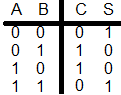 A B C S
0 0 0 1
0 1 1 0
1 0 1 0
1 1 0 1